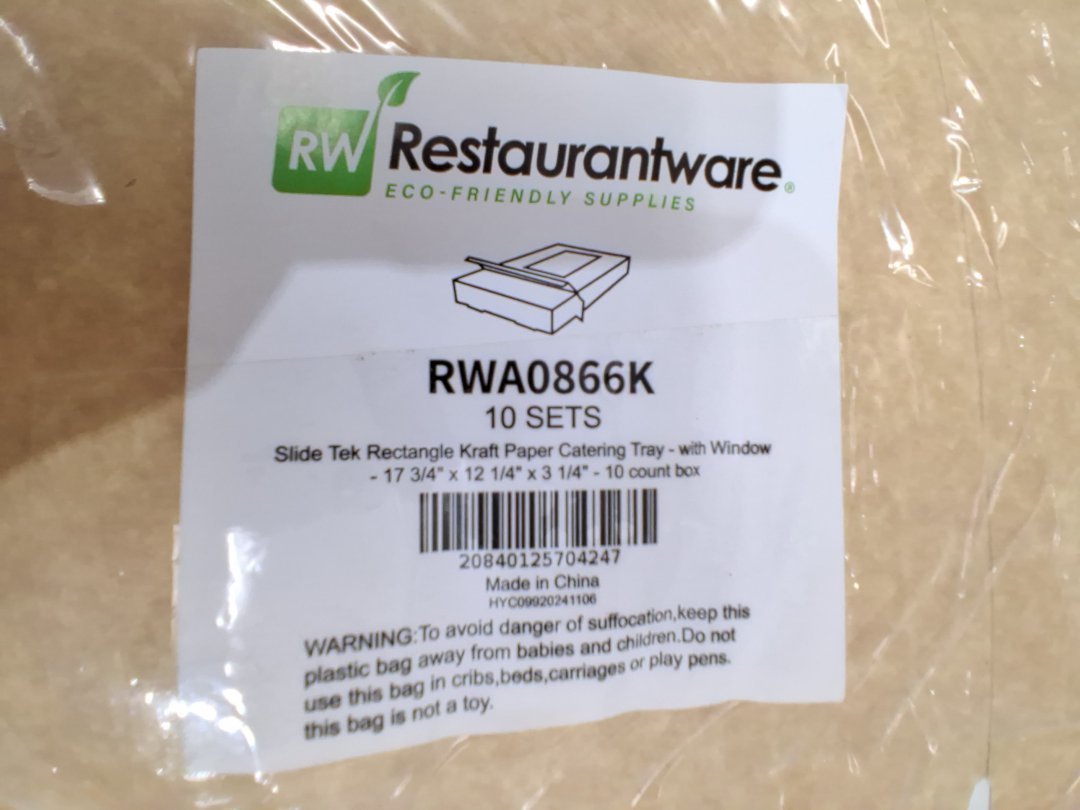 RW Restaurantware®
ECO-FRIENDLY SUPPLIES
RWA0866K
10 SETS
Slide Tek Rectangle Kraft Paper Catering Tray - with Window
- 17 3/4" x 12 1/4" x 3 1/4" - 10 count box
20840125704247
Made in China
HYC09920241106
WARNING:To avoid danger of suffocation,keep this
plastic bag away from babies and children.Do not
use this bag in cribs,beds,carriages or play pens.
this bag is not a toy.